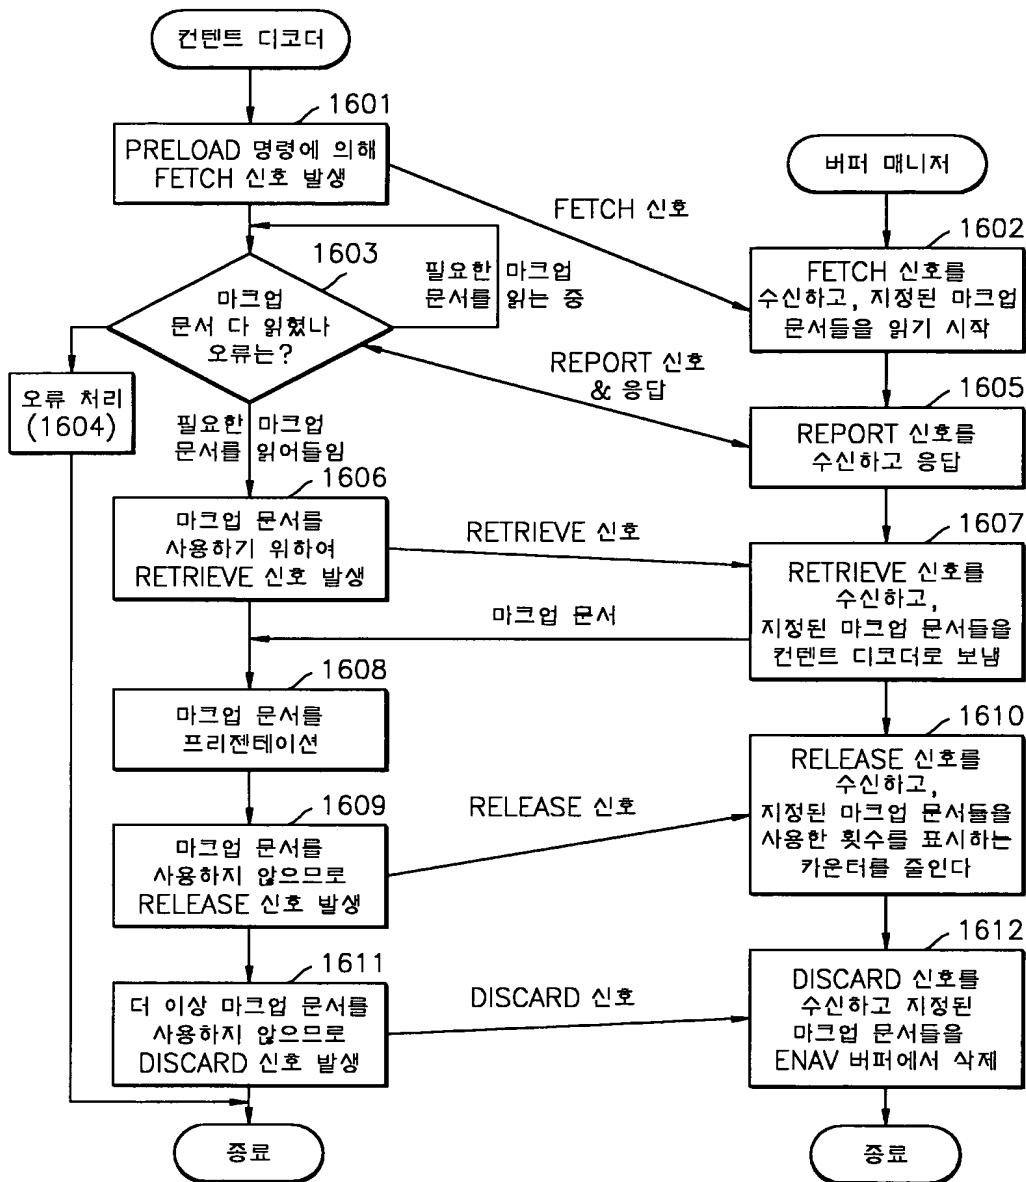 컨텐트 디코더
1601
PRELOAD 명령에 의해
FETCH 신호 발생
버퍼 매니저
FETCH 신호
1602
FETCH 신호를
수신하고, 지정된 마크업
문서들을 읽기 시작
1603
마크업
문서 다 읽혔나
오류는?
필요한 마크업
문서를 읽는 중
REPORT 신호
& 응답
오류 처리
(1604)
1605
REPORT 신호를
수신하고 응답
필요한 마크업
문서를 읽어들임
1606
마크업 문서를
사용하기 위하여
RETRIEVE 신호 발생
RETRIEVE 신호
1607
RETRIEVE 신호를
수신하고,
지정된 마크업 문서들을
컨텐트 디코더로 보냄
마크업 문서
1608
마크업 문서를
프리젠테이션
1610
RELEASE 신호를
수신하고,
지정된 마크업 문서들을
사용한 횟수를 표시하는
카운터를 줄인다
1609
마크업 문서를
사용하지 않으므로
RELEASE 신호 발생
RELEASE 신호
1611
더 이상 마크업 문서를
사용하지 않으므로
DISCARD 신호 발생
DISCARD 신호
1612
DISCARD 신호를
수신하고 지정된
마크업 문서들을
ENAV 버퍼에서 삭제
종료
종료